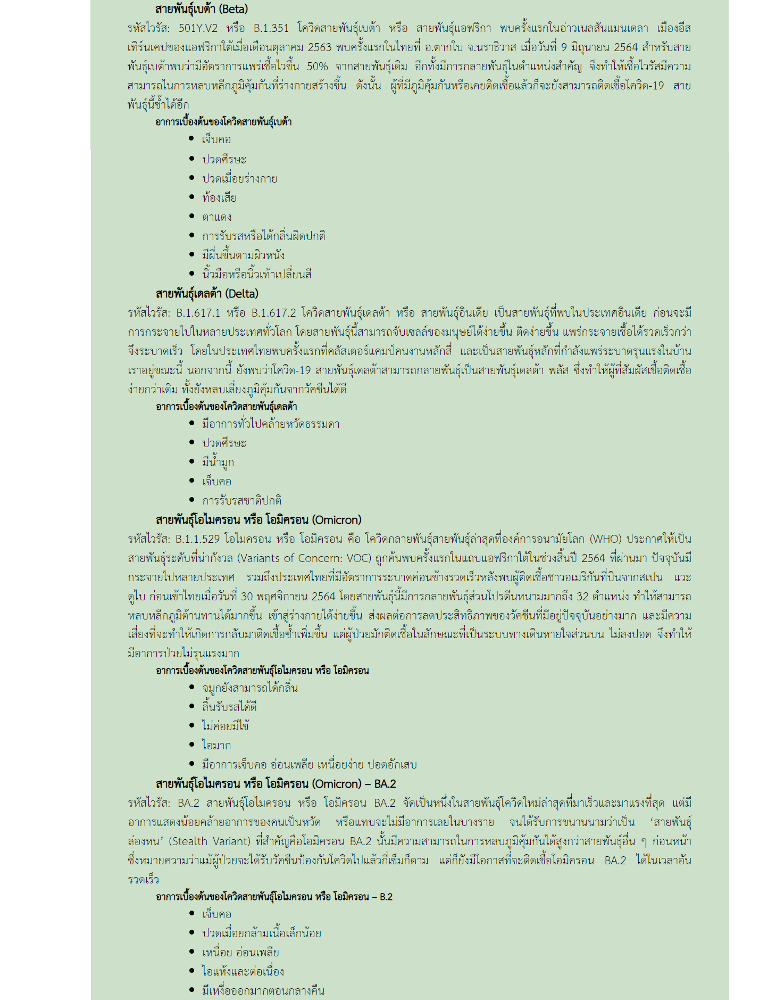 สายพันธุ์เบต้า (Beta)
รหัสไวรัส: 501Y.V2 หรือ B.1.351 โควิดสายพันธุ์เบต้า หรือ สายพันธุ์แอฟริกา พบครั้งแรกในอ่าวเนลสันแมนเดลา เมืองอีส
เทิร์นเคปของแอฟริกาใต้เมื่อเดือนตุลาคม 2563 พบครั้งแรกในไทยที่ อ.ตากใบ จ.นราธิวาส เมื่อวันที่ 9 มิถุนายน 2564 สำหรับสาย
พันธุ์เบต้าพบว่ามีอัตราการแพร่เชื้อไวขึ้น 50% จากสายพันธุ์เดิม อีกทั้งมีการกลายพันธุ์ในตำแหน่งสำคัญ จึงทำให้เชื้อไวรัสมีความ
สามารถในการหลบหลีกภูมิคุ้มกันที่ร่างกายสร้างขึ้น ดังนั้น ผู้ที่มีภูมิคุ้มกันหรือเคยติดเชื้อแล้วก็จะยังสามารถติดเชื้อโควิด-19 สาย
พันธุ์นี้ซ้ำได้อีก
อาการเบื้องต้นของโควิดสายพันธุ์เบต้า
• เจ็บคอ
• ปวดศีรษะ
• ปวดเมื่อยร่างกาย
• ท้องเสีย
• ตาแดง
• การรับรสหรือได้กลิ่นผิดปกติ
• มีผื่นขึ้นตามผิวหนัง
• นิ้วมือหรือนิ้วเท้าเปลี่ยนสี
สายพันธุ์เดลต้า (Delta)
รหัสไวรัส: B.1.617.1 หรือ B.1.617.2 โควิดสายพันธุ์เดลต้า หรือ สายพันธุ์อินเดีย เป็นสายพันธุ์ที่พบในประเทศอินเดีย ก่อนจะมี
การกระจายไปในหลายประเทศทั่วโลก โดยสายพันธุ์นี้สามารถจับเซลล์ของมนุษย์ได้ง่ายขึ้น ติดง่ายขึ้น แพร่กระจายเชื้อได้รวดเร็วกว่า
จึงระบาดเร็ว โดยในประเทศไทยพบครั้งแรกที่คลัสเตอร์แคมป์คนงานหลักสี่ และเป็นสายพันธุ์หลักที่กำลังแพร่ระบาดรุนแรงในบ้าน
เราอยู่ขณะนี้ นอกจากนี้ ยังพบว่าโควิด-19 สายพันธุ์เดลต้าสามารถกลายพันธุ์เป็นสายพันธุ์เดลต้า พลัส ซึ่งทำให้ผู้ที่สัมผัสเชื้อติดเชื้อ
ง่ายกว่าเดิม ทั้งยังหลบเลี่ยงภูมิคุ้มกันจากวัคซีนได้ดี
อาการเบื้องต้นของโควิดสายพันธุ์เดลต้า
• มีอาการทั่วไปคล้ายหวัดธรรมดา
• ปวดศีรษะ
• มีน้ำมูก
• เจ็บคอ
• การรับรสชาติปกติ
สายพันธุ์โอไมครอน หรือ โอมิครอน (Omicron)
รหัสไวรัส: B.1.1.529 โอไมครอน หรือ โอมิครอน คือ โควิดกลายพันธุ์สายพันธุ์ล่าสุดที่องค์การอนามัยโลก (WHO) ประกาศให้เป็น
สายพันธุ์ระดับที่น่ากังวล (Variants of Concern: VOC) ถูกค้นพบครั้งแรกในแถบแอฟริกาใต้ในช่วงสิ้นปี 2564 ที่ผ่านมา ปัจจุบันมี
กระจายไปหลายประเทศ รวมถึงประเทศไทยที่มีอัตราการระบาดค่อนข้างรวดเร็วหลังพบผู้ติดเชื้อชาวอเมริกันที่บินจากสเปน แวะ
ดูไบ ก่อนเข้าไทยเมื่อวันที่ 30 พฤศจิกายน 2564 โดยสายพันธุ์นี้มีการกลายพันธุ์ส่วนโปรตีนหนามมากถึง 32 ตำแหน่ง ทำให้สามารถ
หลบหลีกภูมิต้านทานได้มากขึ้น เข้าสู่ร่างกายได้ง่ายขึ้น ส่งผลต่อการลดประสิทธิภาพของวัคซีนที่มีอยู่ปัจจุบันอย่างมาก และมีความ
เสี่ยงที่จะทำให้เกิดการกลับมาติดเชื้อซ้ำเพิ่มขึ้น แต่ผู้ป่วยมักติดเชื้อในลักษณะที่เป็นระบบทางเดินหายใจส่วนบน ไม่ลงปอด จึงทำให้
มีอาการป่วยไม่รุนแรงมาก
อาการเบื้องต้นของโควิดสายพันธุ์โอไมครอน หรือ โอมิครอน
• จมูกยังสามารถได้กลิ่น
• ลิ้นรับรสได้ดี
• ไม่ค่อยมีไข้
• ไอมาก
• มีอาการเจ็บคอ อ่อนเพลีย เหนื่อยง่าย ปอดอักเสบ
สายพันธุ์โอไมครอน หรือ โอมิครอน (Omicron) – BA.2
รหัสไวรัส: BA.2 สายพันธุ์โอไมครอน หรือ โอมิครอน BA.2 จัดเป็นหนึ่งในสายพันธุ์โควิดใหม่ล่าสุดที่มาเร็วและมาแรงที่สุด แต่มี
อาการแสดงน้อยคล้ายอาการของคนเป็นหวัด หรือแทบจะไม่มีอาการเลยในบางราย จนได้รับการขนานนามว่าเป็น ‘สายพันธุ์
ล่องหน’ (Stealth Variant) ที่สำคัญคือโอมิครอน BA.2 นั้นมีความสามารถในการหลบภูมิคุ้มกันได้สูงกว่าสายพันธุ์อื่น ๆ ก่อนหน้า
ซึ่งหมายความว่าแม้ผู้ป่วยจะได้รับวัคซีนป้องกันโควิดไปแล้วกี่เข็มก็ตาม แต่ก็ยังมีโอกาสที่จะติดเชื้อโอมิครอน BA.2 ได้ในเวลาอัน
รวดเร็ว
อาการเบื้องต้นของโควิดสายพันธุ์โอไมครอน หรือ โอมิครอน – B.2
• เจ็บคอ
• ปวดเมื่อยกล้ามเนื้อเล็กน้อย
• เหนื่อย อ่อนเพลีย
• ไอแห้งและต่อเนื่อง
• มีเหงื่อออกมากตอนกลางคืน